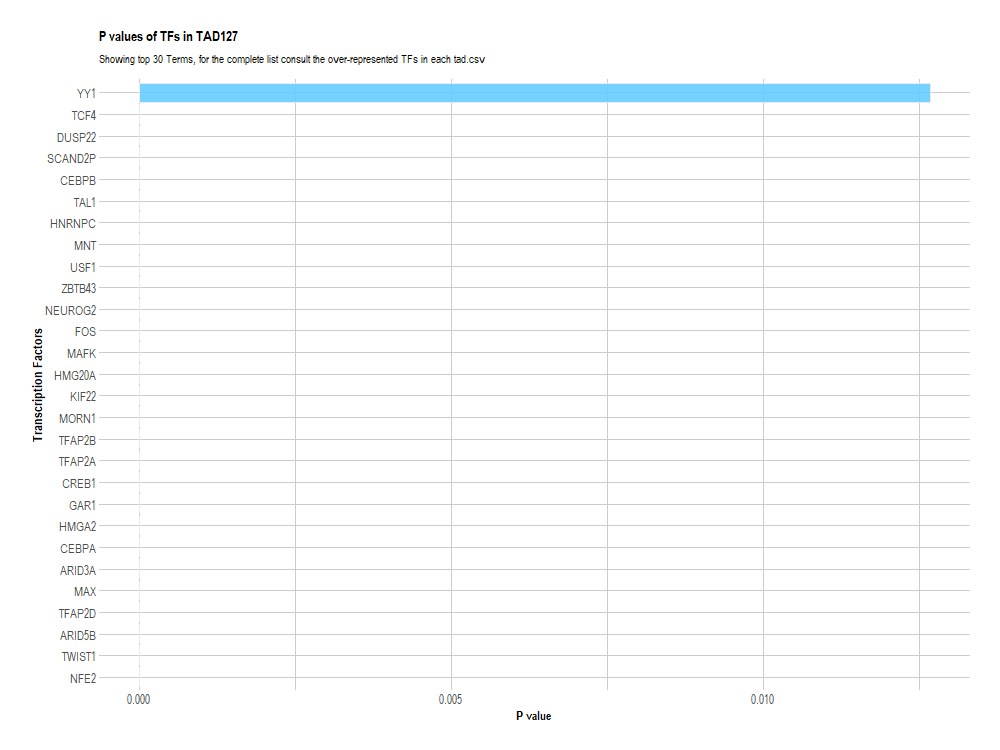 P values of TFs in TAD127
Showing top 30 Terms, for the complete list consult the over-represented TFs in each tad.csv
YY1
TCF4
DUSP22
SCAND2P
CEBPB
TAL1
HNRNPC
MNT
USF1
ZBTB43
NEUROG2
FOS
MAFK
HMG20A
KIF22
MORN1
TFAP2B
TFAP2A
CREB1
GAR1
HMGA2
CEBPA
ARID3A
MAX
TFAP2D
ARID5B
TWIST1
NFE2
Transcription Factors
0.000 0.005 0.010
P value